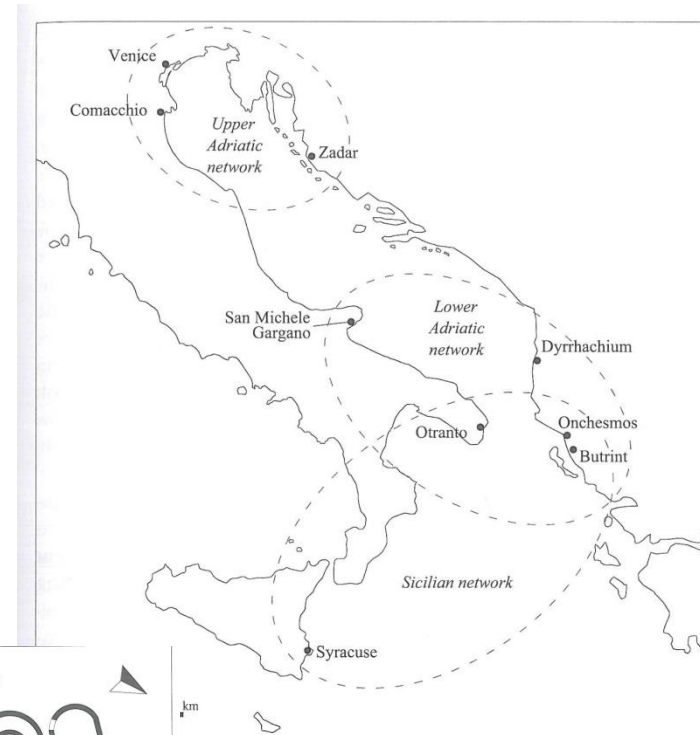 Venice
Comacchio
Upper
Adriatic
network
Zadar
San Michele
Gargano
Lower
Adriatic
network
Dyrrhachium
Otranto
Onchesmos
Butrint
Sicilian network
Syracuse
km